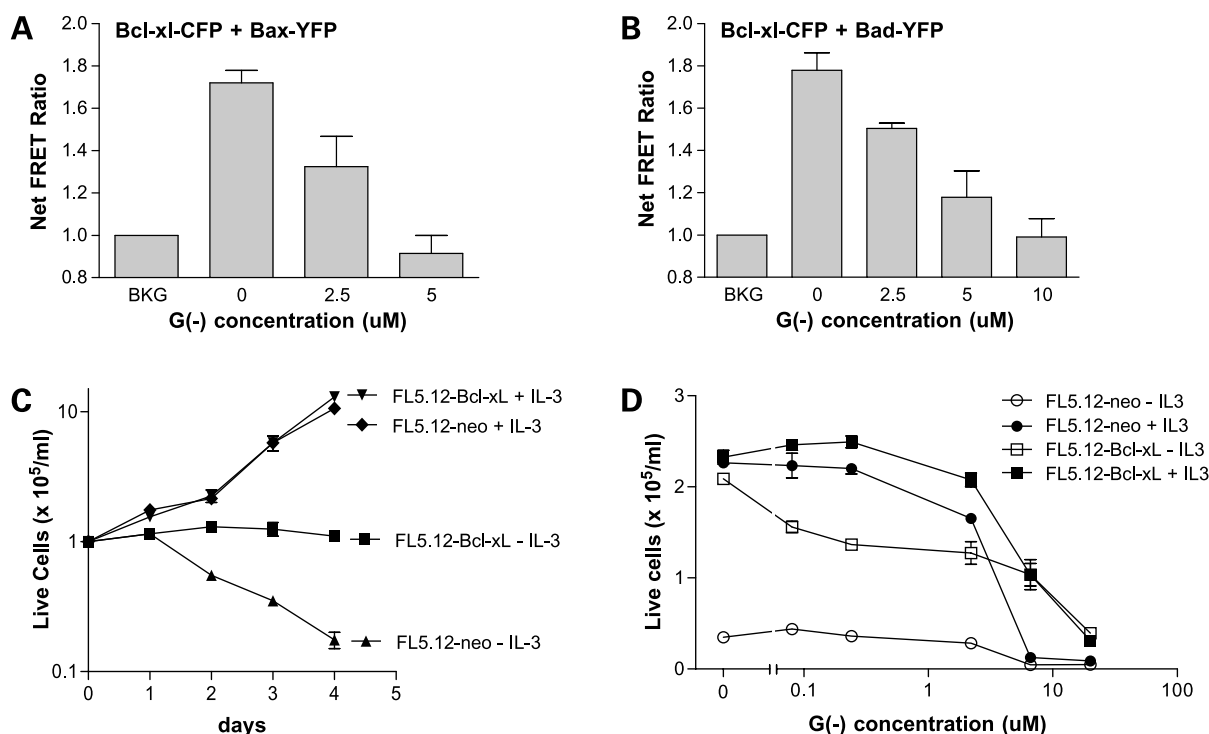 A
Bcl-xl-CFP + Bax-YFP
Net FRET Ratio
2.0
1.8
1.6
1.4
1.2
1.0
0.8
BKG 0 2.5 5
G(-) concentration (uM)
B
Bcl-xl-CFP + Bad-YFP
Net FRET Ratio
2.0
1.8
1.6
1.4
1.2
1.0
0.8
BKG 0 2.5 5 10
G(-) concentration (uM)
C
Live Cells (x 10⁵/ml)
10
1
0.1
FL5.12-Bcl-xL + IL-3
FL5.12-neo + IL-3
FL5.12-Bcl-xL - IL-3
FL5.12-neo - IL-3
0 1 2 3 4 5
days
D
Live cells (x 10⁵/ml)
3
2
1
0
FL5.12-neo - IL3
FL5.12-neo + IL3
FL5.12-Bcl-xL - IL3
FL5.12-Bcl-xL + IL3
0 0.1 1 10 100
G(-) concentration (uM)